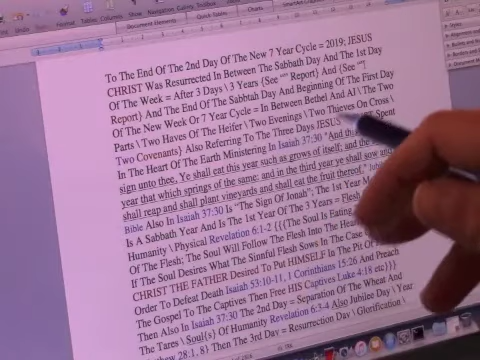 Document Elements Quick Tables Charts
To The End Of The 2nd Day Of The New 7 Year Cycle = 2019; JESUS
CHRIST Was Resurrected In Between The Sabbath Day And The 1st Day
Of The Week = After 3 Days \ 3 Years {See "" Report} And {See ""
Report} And The End Of The Sabbtah Day And Beginning Of The First Day
Of The New Week Or 7 Year Cycle = In Between Bethel And AI \ The Two
Parts \ Two Haves Of The Heifer \ Two Evenings \ Two Thieves On Cross \
Two Covenants} Also Referring To The Three Days JESUS Spent
In The Heart Of The Earth Ministering In Isaiah 37:30 "And
sign unto thee, Ye shall eat this year such as grows of itself; and the
year that which springs of the same: and in the third year ye shall sow and
shall reap and shall plant vineyards and shall eat the fruit thereof."
Bible Also In Isaiah 37:30 Is "The Sign Of Jonah"; The 1st Year
Is A Sabbath Year And Is The 1st Year Of The 3 Years = Flesh
Humanity \ Physical Revelation 6:1-2 {{{The Soul Is Eating
Of The Flesh; The Soul Will Follow The Flesh Into The
If The Soul Desires What The Sinful Flesh Sows In The Case
CHRIST THE FATHER Desired To Put HIMSELF In The Pit Of
Order To Defeat Death Isaiah 53:10-11, 1 Corinthians 15:26 And Preach
The Gospel To The Captives Then Free HIS Captives Luke 4:18 etc}}}
Then Also In Isaiah 37:30 The 2nd Day = Separation Of The Wheat And
The Tares \ Soul{s} Of Humanity Revelation 6:3-4 Also Jubilee Day \ Year
28:1, 8} Then The 3rd Day = Resurrection Day \ Glorification \